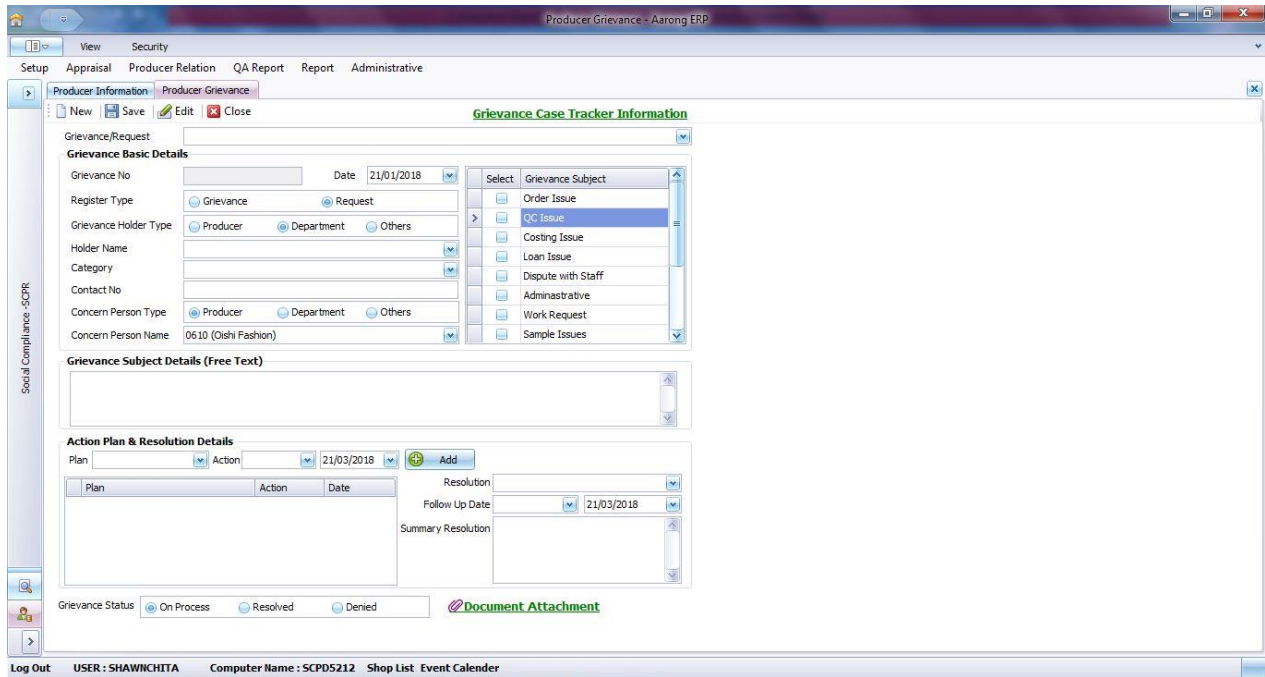 Producer Grievance - Aarong ERP
View Security
Setup Appraisal Producer Relation QA Report Report Administrative
Producer Information Producer Grievance
New Save Edit Close
Grievance Case Tracker Information
Grievance/Request
Grievance Basic Details
Grievance No Date 21/01/2018
Register Type Grievance Request
Grievance Holder Type Producer Department Others
Holder Name
Category
Contact No
Concern Person Type Producer Department Others
Concern Person Name 0610 (Oishi Fashion)
Select Grievance Subject
Order Issue
QC Issue
Costing Issue
Loan Issue
Dispute with Staff
Adminastrative
Work Request
Sample Issues
Social Compliance -SCPR
Grievance Subject Details (Free Text)
Action Plan & Resolution Details
Plan Action 21/03/2018 Add
Plan Action Date
Resolution
Follow Up Date 21/03/2018
Summary Resolution
Grievance Status On Process Resolved Denied
Document Attachment
Log Out USER : SHAWNCHITA Computer Name : SCPD5212 Shop List Event Calender